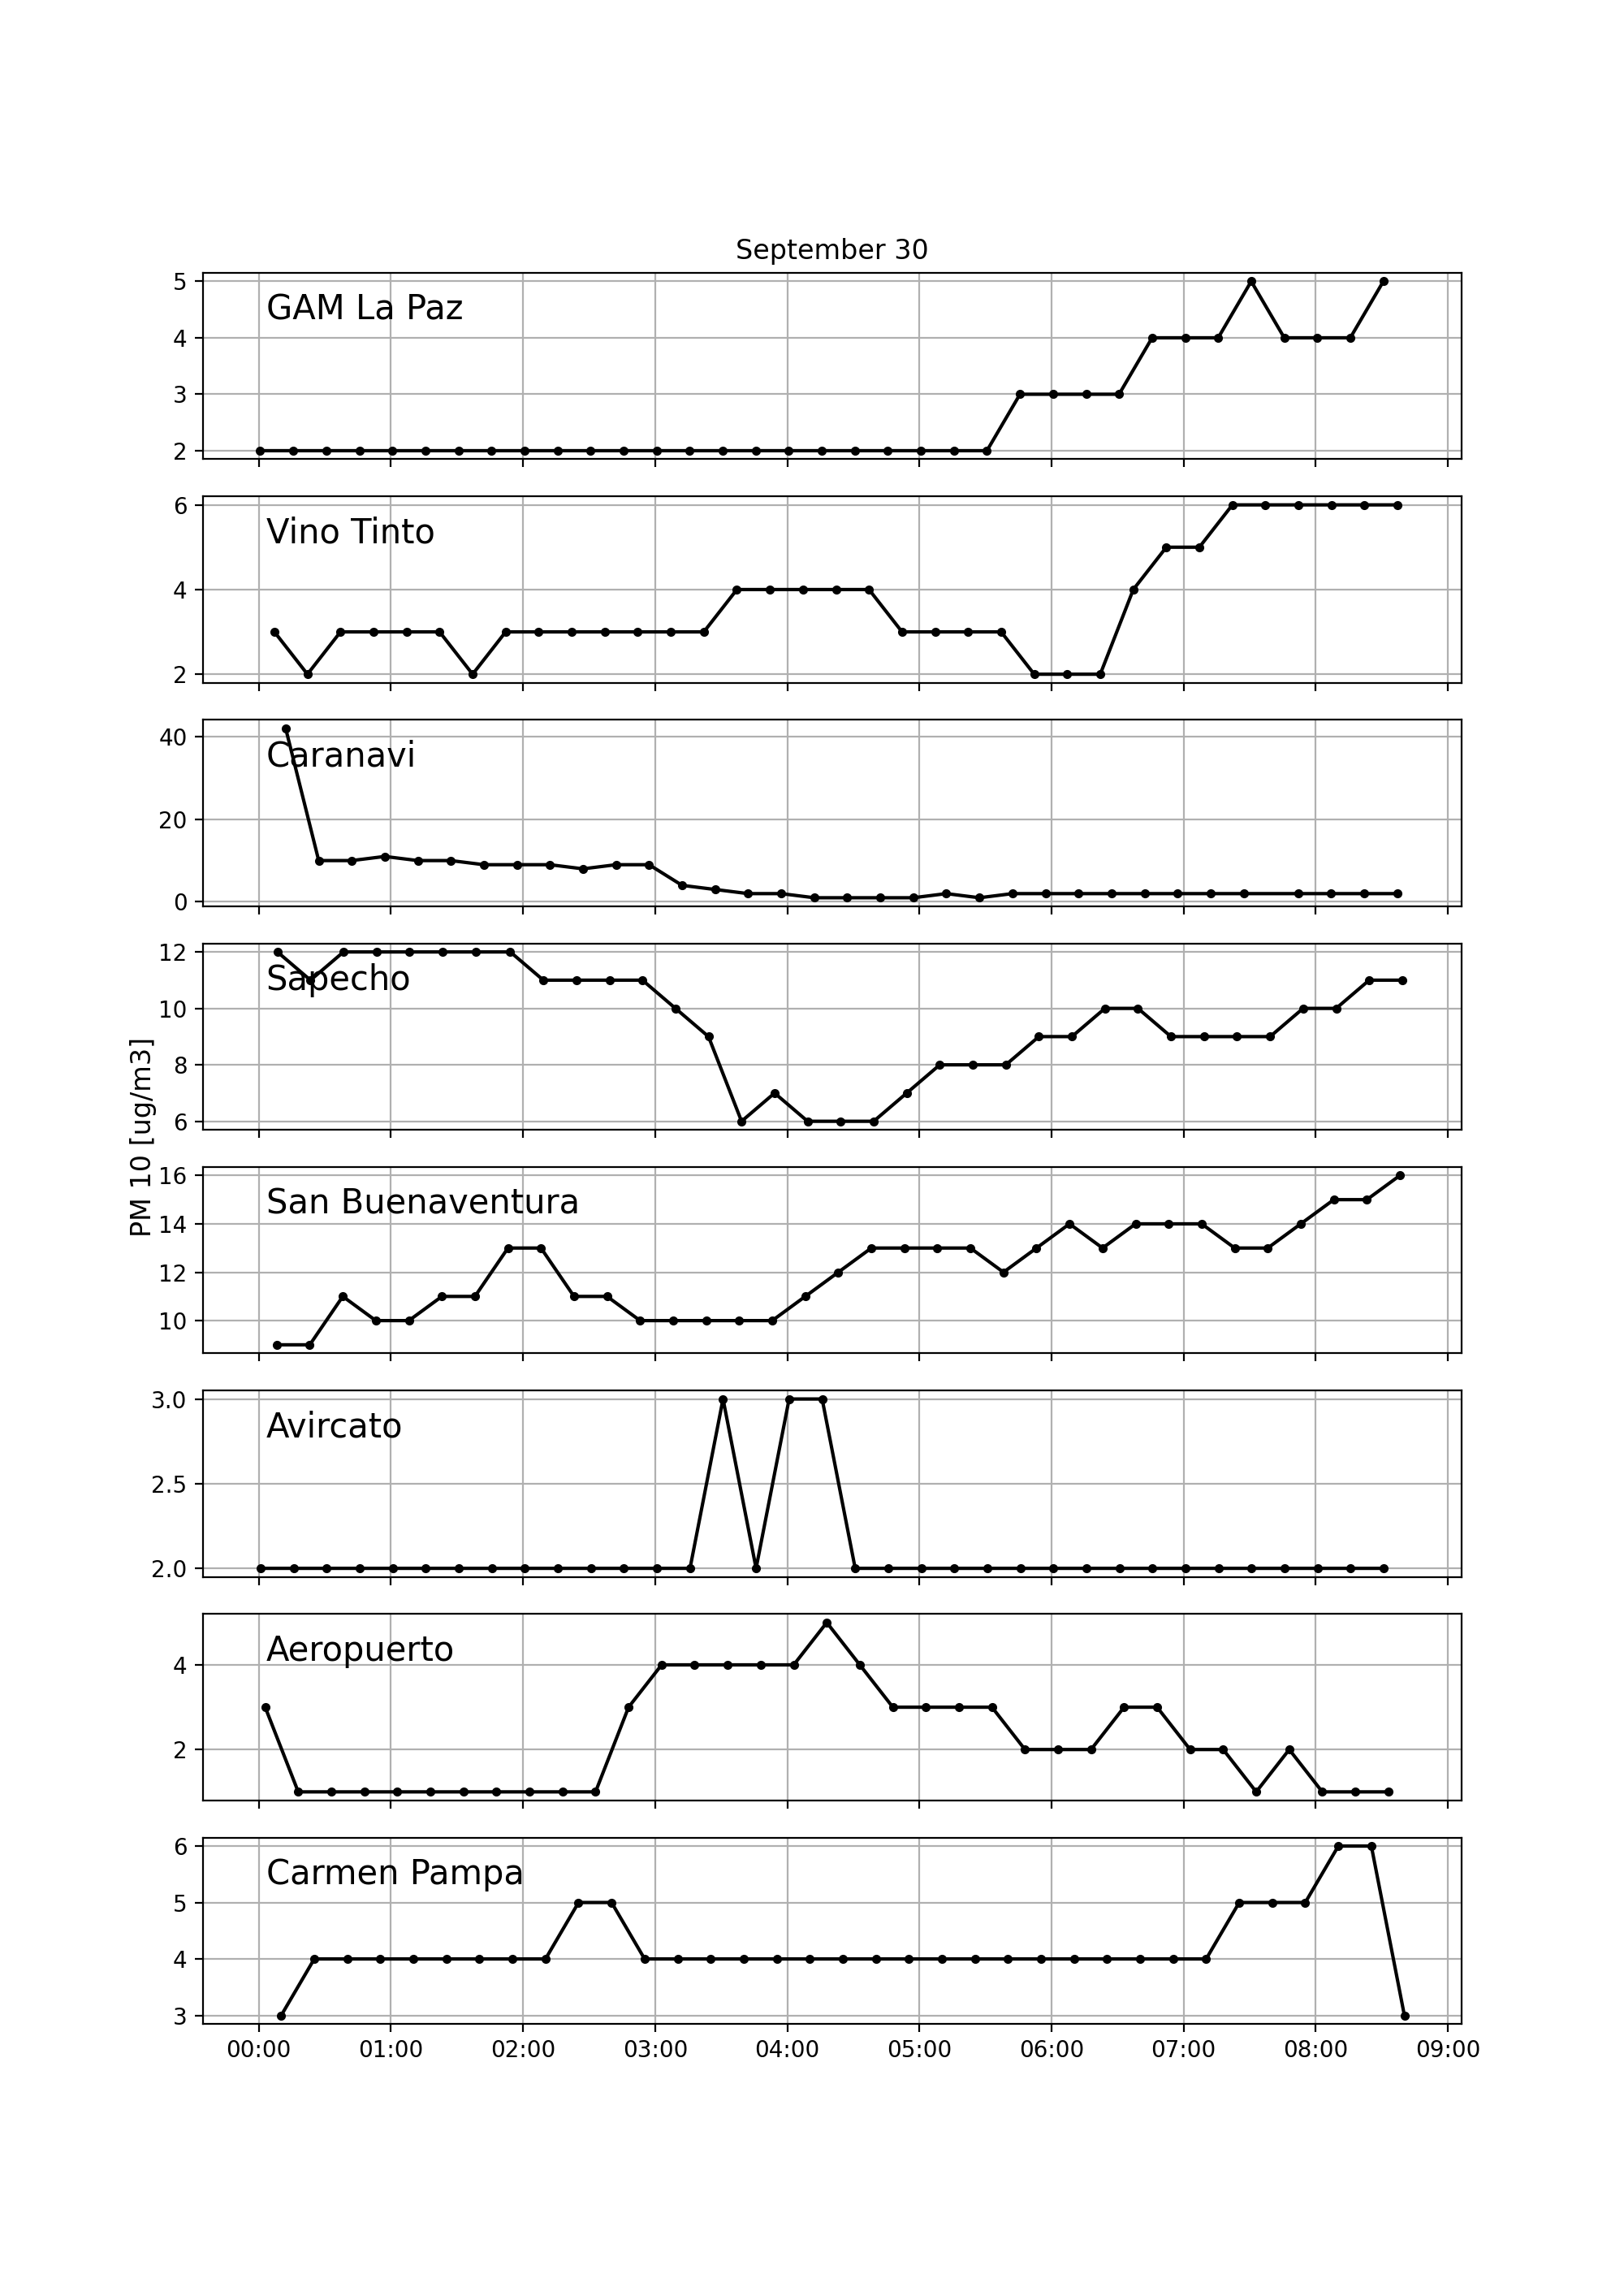 September 30
PM 10 [ug/m3]
5
4
3
2
GAM La Paz
6
4
2
Vino Tinto
40
20
0
Caranavi
12
10
8
6
Sapecho
16
14
12
10
San Buenaventura
3.0
2.5
2.0
Avircato
4
2
Aeropuerto
6
5
4
3
Carmen Pampa
00:00 01:00 02:00 03:00 04:00 05:00 06:00 07:00 08:00 09:00